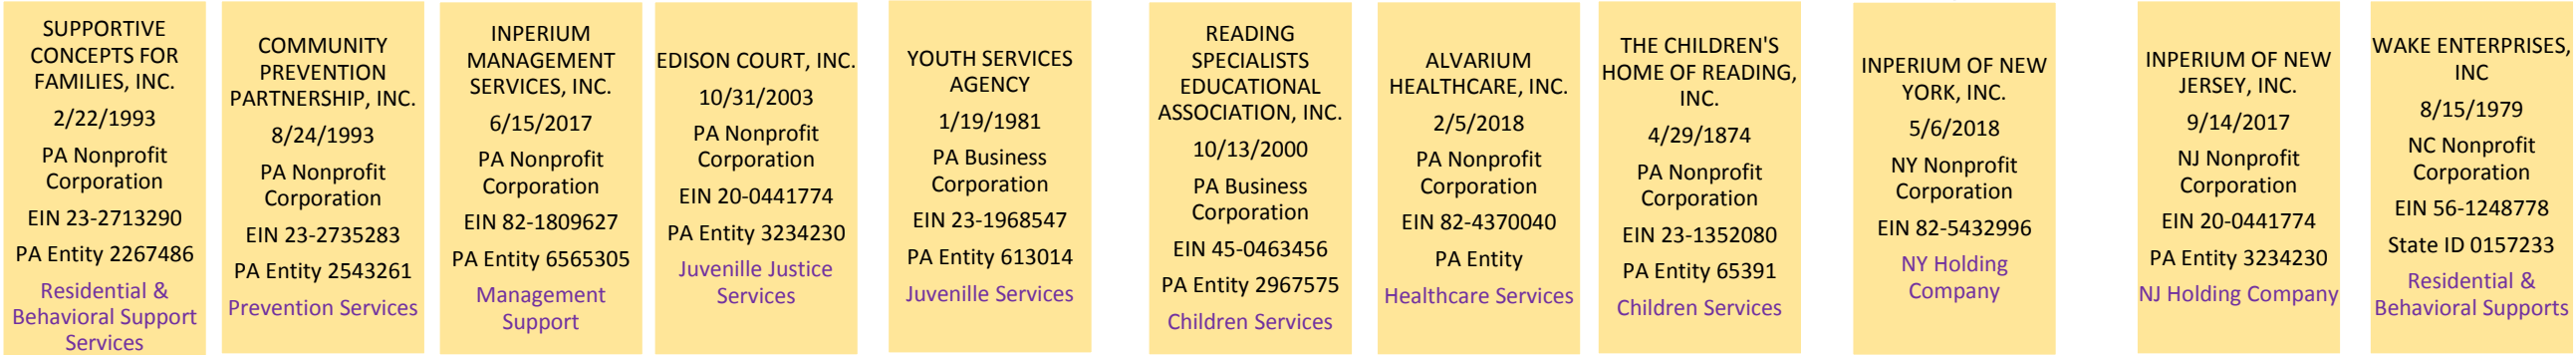 SUPPORTIVE
CONCEPTS FOR
FAMILIES, INC.
2/22/1993
PA Nonprofit
Corporation
EIN 23-2713290
PA Entity 2267486
Residential &
Behavioral Support
Services
COMMUNITY
PREVENTION
PARTNERSHIP, INC.
8/24/1993
PA Nonprofit
Corporation
EIN 23-2735283
PA Entity 2543261
Prevention Services
INPERIUM
MANAGEMENT
SERVICES, INC.
6/15/2017
PA Nonprofit
Corporation
EIN 82-1809627
PA Entity 6565305
Management
Support
EDISON COURT, INC.
10/31/2003
PA Nonprofit
Corporation
EIN 20-0441774
PA Entity 3234230
Juvenille Justice
Services
YOUTH SERVICES
AGENCY
1/19/1981
PA Business
Corporation
EIN 23-1968547
PA Entity 613014
Juvenille Services
READING
SPECIALISTS
EDUCATIONAL
ASSOCIATION, INC.
10/13/2000
PA Business
Corporation
EIN 45-0463456
PA Entity 2967575
Children Services
ALVARIUM
HEALTHCARE, INC.
2/5/2018
PA Nonprofit
Corporation
EIN 82-4370040
PA Entity
Healthcare Services
THE CHILDREN'S
HOME OF READING,
INC.
4/29/1874
PA Nonprofit
Corporation
EIN 23-1352080
PA Entity 65391
Children Services
INPERIUM OF NEW
YORK, INC.
5/6/2018
NY Nonprofit
Corporation
EIN 82-5432996
NY Holding
Company
INPERIUM OF NEW
JERSEY, INC.
9/14/2017
NJ Nonprofit
Corporation
EIN 20-0441774
PA Entity 3234230
NJ Holding Company
WAKE ENTERPRISES,
INC
8/15/1979
NC Nonprofit
Corporation
EIN 56-1248778
State ID 0157233
Residential &
Behavioral Supports